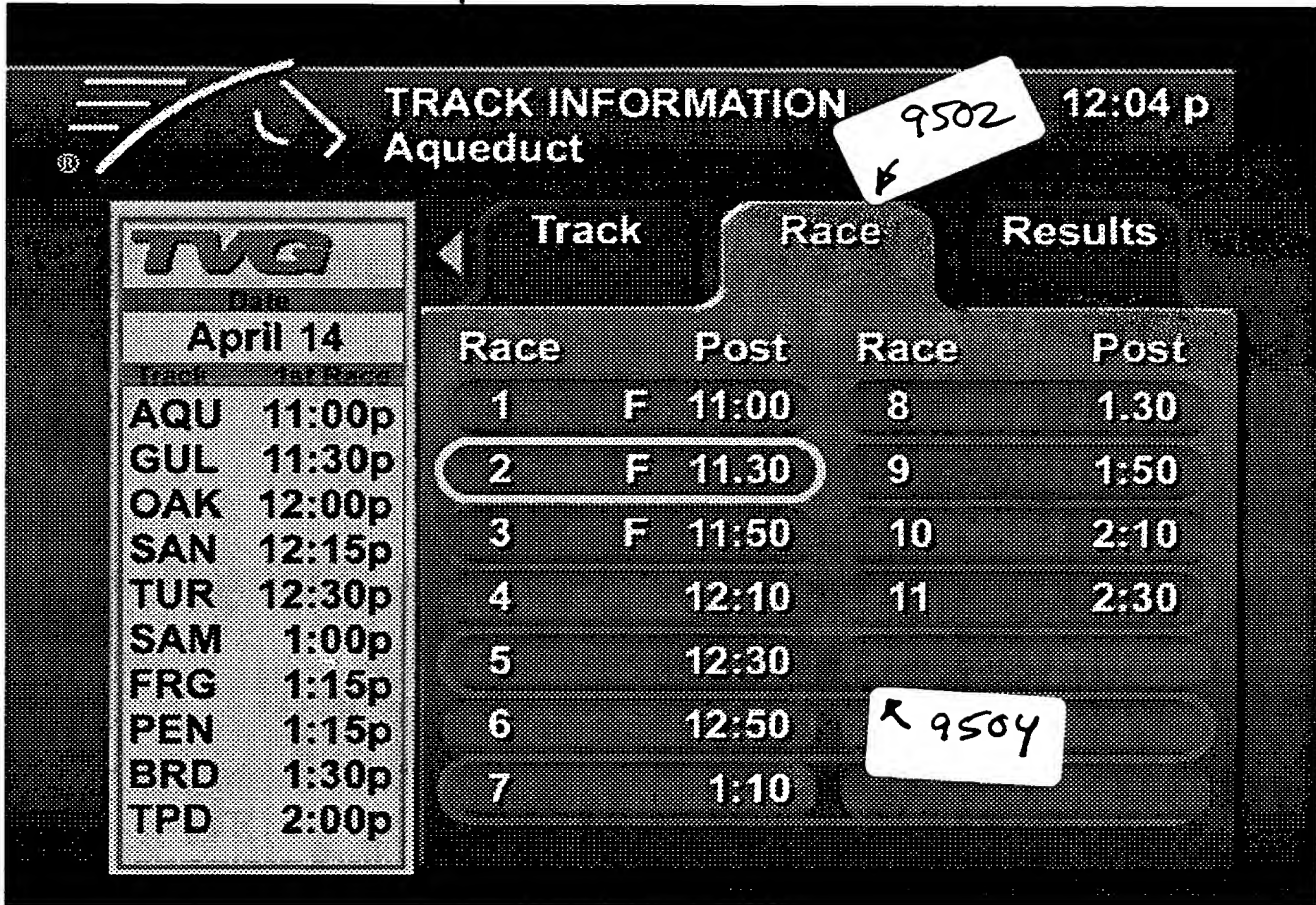 TRACK INFORMATION
9502
12:04 p
®
Aqueduct
TVG
Date
April 14
Track 1st Race
AQU 11:00p
GUL 11:30p
OAK 12:00p
SAN 12:15p
TUR 12:30p
SAM 1:00p
FRG 1:15p
PEN 1:15p
BRD 1:30p
TPD 2:00p
Track Race Results
Race Post Race Post
1 F 11:00 8 1.30
2 F 11.30 9 1:50
3 F 11:50 10 2:10
4 12:10 11 2:30
5 12:30
6 12:50
9504
7 1:10